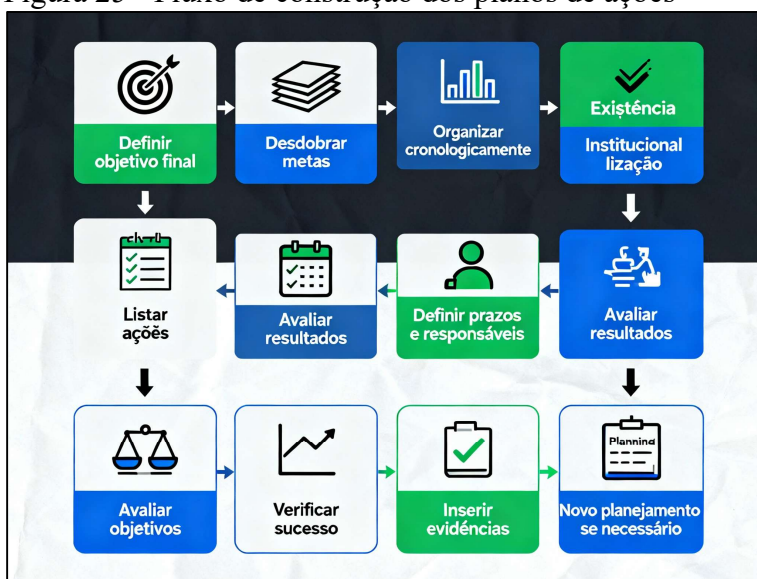 Figura 25 - Fluxo de construção dos planos de ações
Definir
objetivo final
Desdobrar
metas
Organizar
cronologicamente
Existência
Institucional
lização
Listar
ações
Avaliar
resultados
Definir prazos
e responsáveis
Avaliar
resultados
Avaliar
objetivos
Verificar
sucesso
Inserir
evidências
Planning
Novo planejamento
se necessário